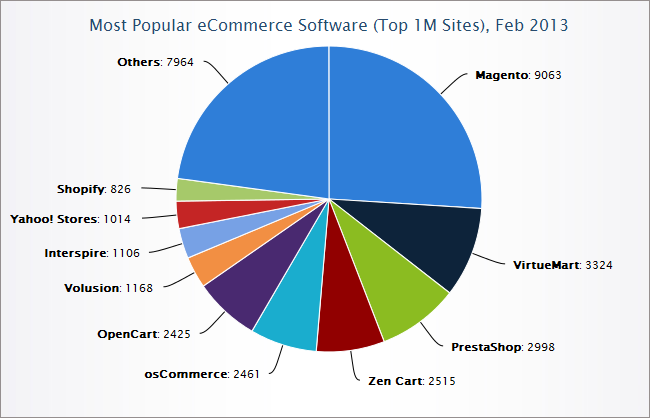 Most Popular eCommerce Software (Top 1M Sites), Feb 2013
Others: 7964
Magento: 9063
Shopify: 826
Yahoo! Stores: 1014
Interspire: 1106
VirtueMart: 3324
Volusion: 1168
OpenCart: 2425
PrestaShop: 2998
osCommerce: 2461
Zen Cart: 2515